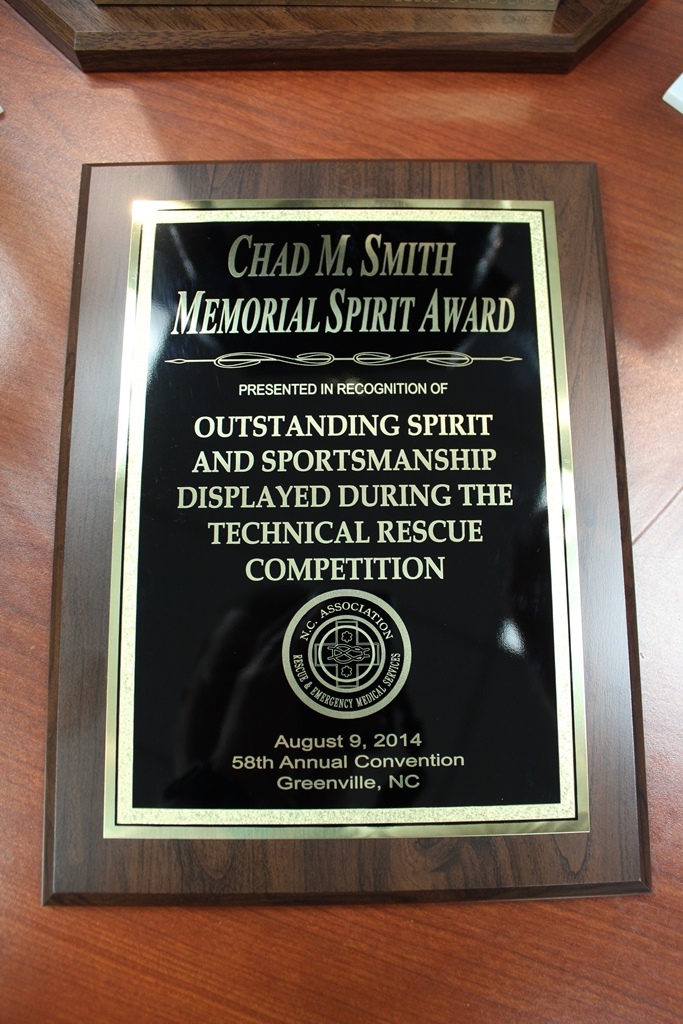 CHAD M. SMITH
MEMORIAL SPIRIT AWARD
PRESENTED IN RECOGNITION OF
OUTSTANDING SPIRIT
AND SPORTSMANSHIP
DISPLAYED DURING THE
TECHNICAL RESCUE
COMPETITION
N.C. ASSOCIATION
RESCUE & EMERGENCY MEDICAL SERVICES
August 9, 2014
58th Annual Convention
Greenville, NC